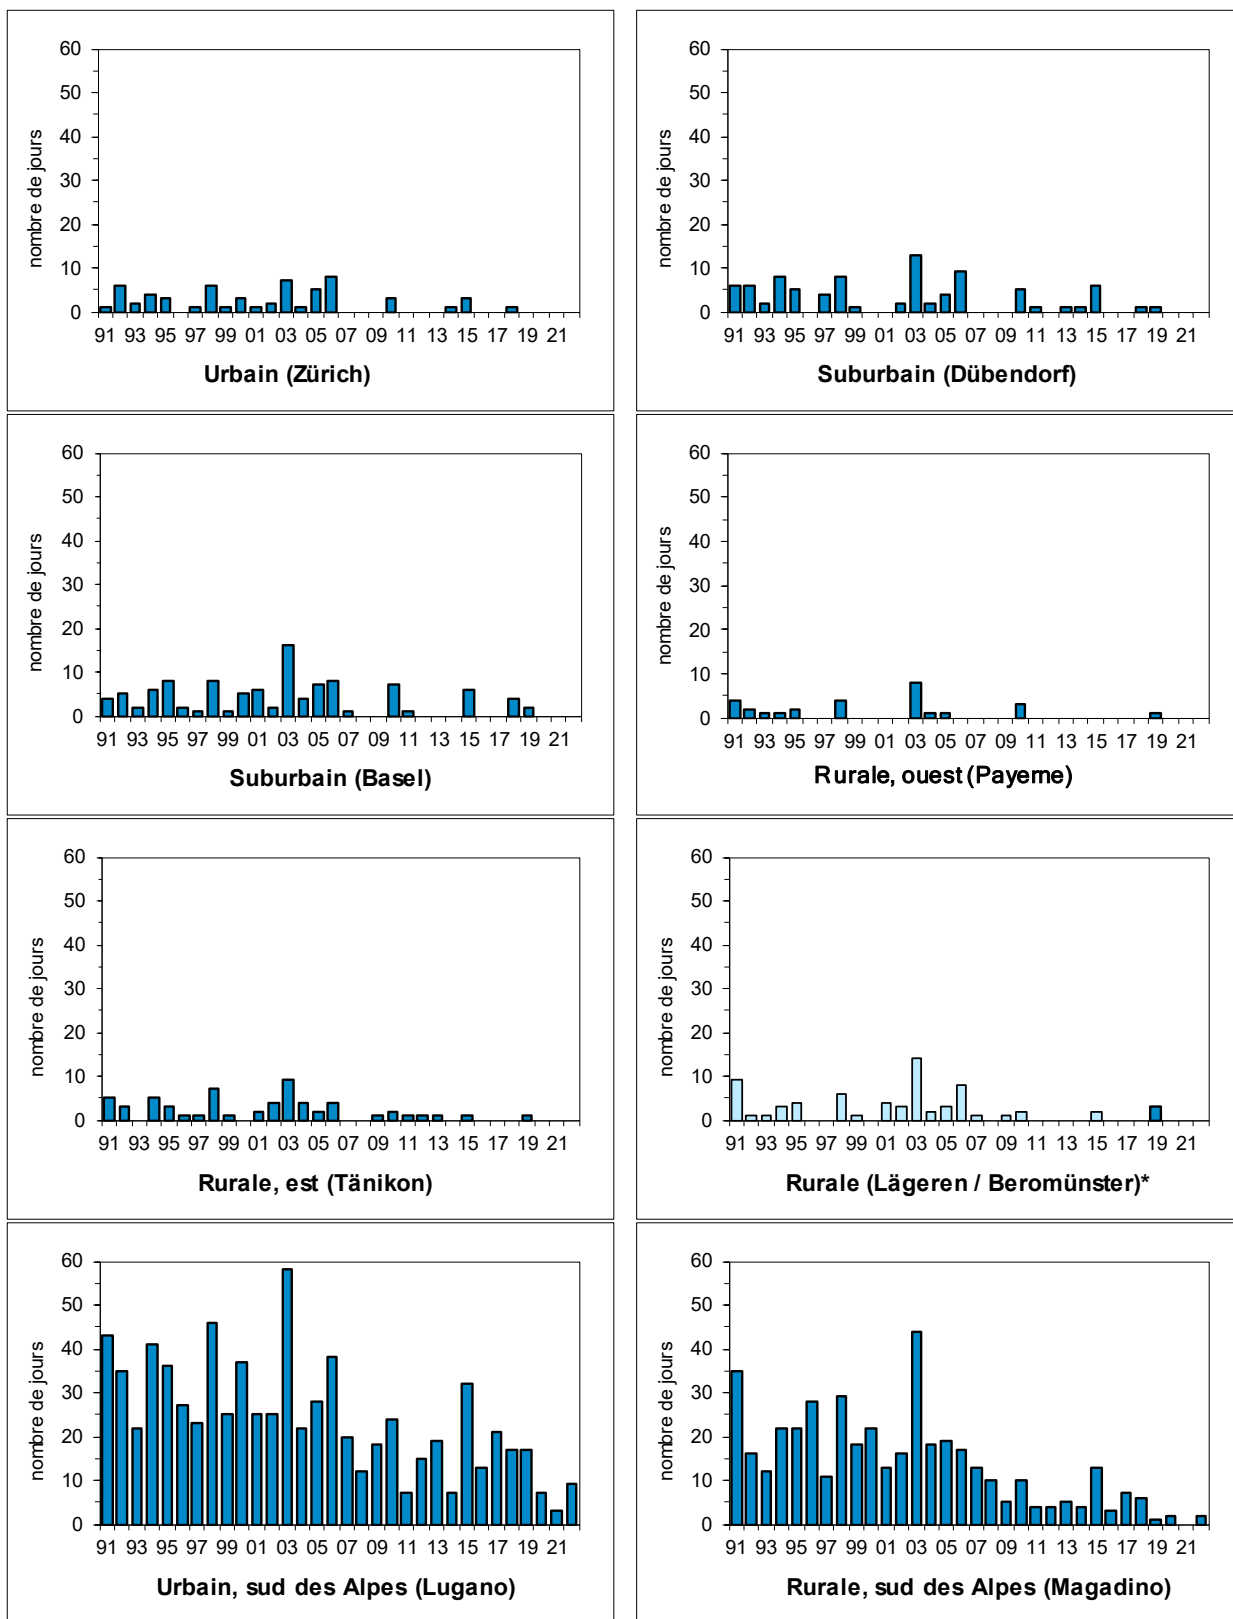 nombre de jours
60
50
40
30
20
10
0
91 93 95 97 99 01 03 05 07 09 11 13 15 17 19 21
Urbain (Zürich)
nombre de jours
60
50
40
30
20
10
0
91 93 95 97 99 01 03 05 07 09 11 13 15 17 19 21
Suburbain (Dübendorf)
nombre de jours
60
50
40
30
20
10
0
91 93 95 97 99 01 03 05 07 09 11 13 15 17 19 21
Suburbain (Basel)
nombre de jours
60
50
40
30
20
10
0
91 93 95 97 99 01 03 05 07 09 11 13 15 17 19 21
Rurale, ouest (Payerne)
nombre de jours
60
50
40
30
20
10
0
91 93 95 97 99 01 03 05 07 09 11 13 15 17 19 21
Rurale, est (Tänikon)
nombre de jours
60
50
40
30
20
10
0
91 93 95 97 99 01 03 05 07 09 11 13 15 17 19 21
Rurale (Lägeren / Beromünster)*
nombre de jours
60
50
40
30
20
10
0
91 93 95 97 99 01 03 05 07 09 11 13 15 17 19 21
Urbain, sud des Alpes (Lugano)
nombre de jours
60
50
40
30
20
10
0
91 93 95 97 99 01 03 05 07 09 11 13 15 17 19 21
Rurale, sud des Alpes (Magadino)